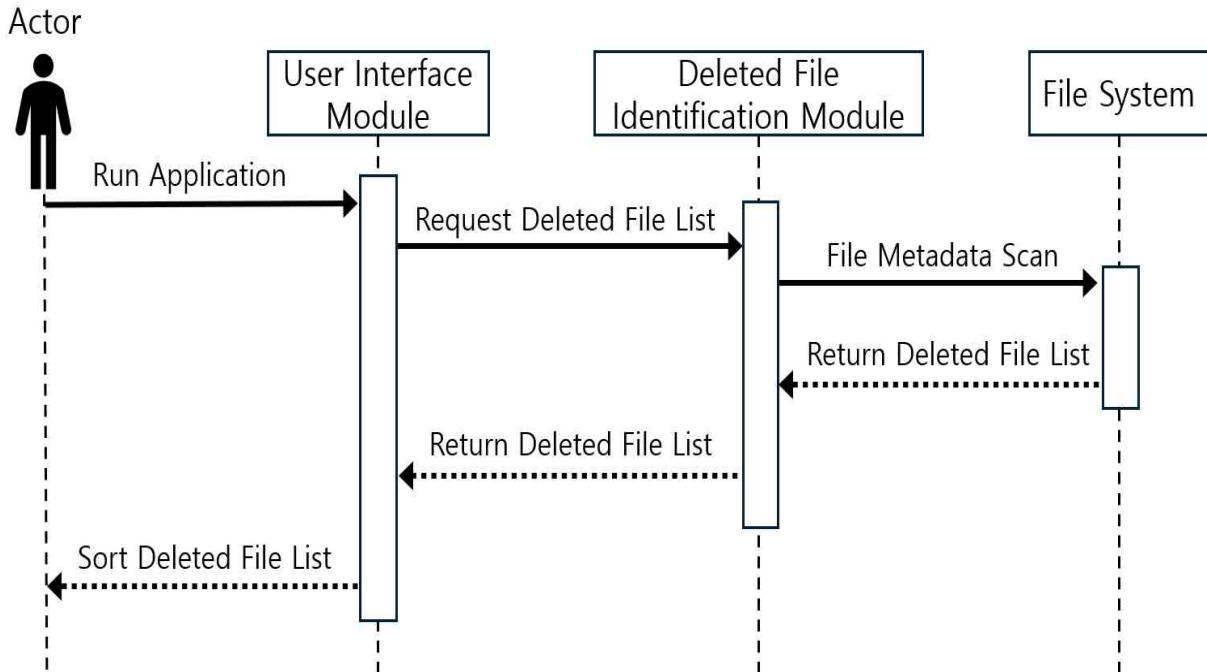 Actor
User Interface
Module
Deleted File
Identification Module
File System
Run Application
Request Deleted File List
File Metadata Scan
Return Deleted File List
Return Deleted File List
Sort Deleted File List